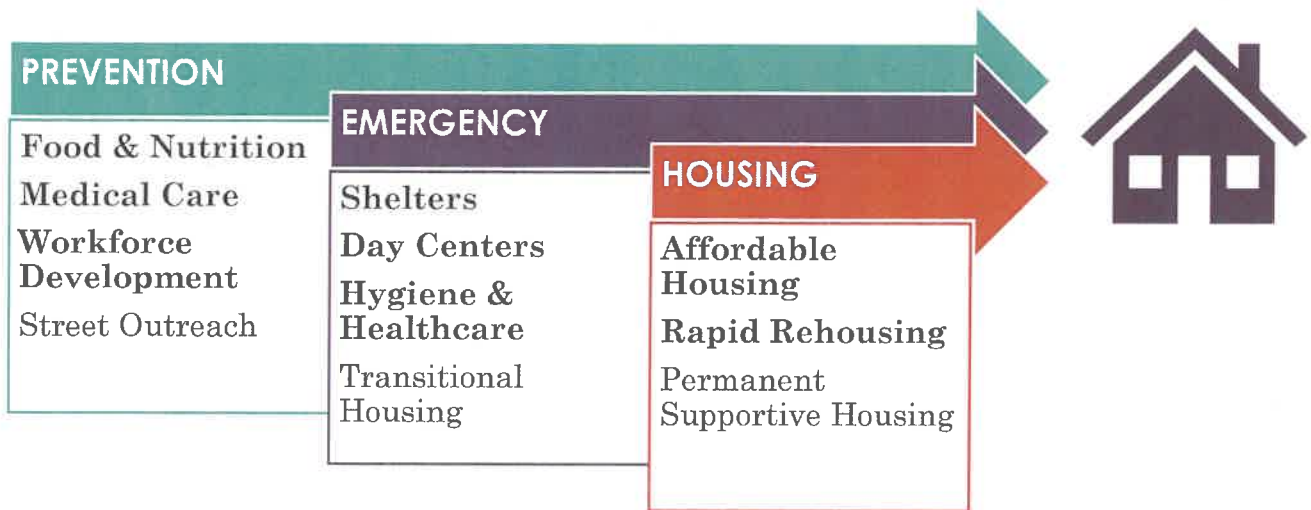 PREVENTION
Food & Nutrition
Medical Care
Workforce
Development
Street Outreach
EMERGENCY
Shelters
Day Centers
Hygiene &
Healthcare
Transitional
Housing
HOUSING
Affordable
Housing
Rapid Rehousing
Permanent
Supportive Housing